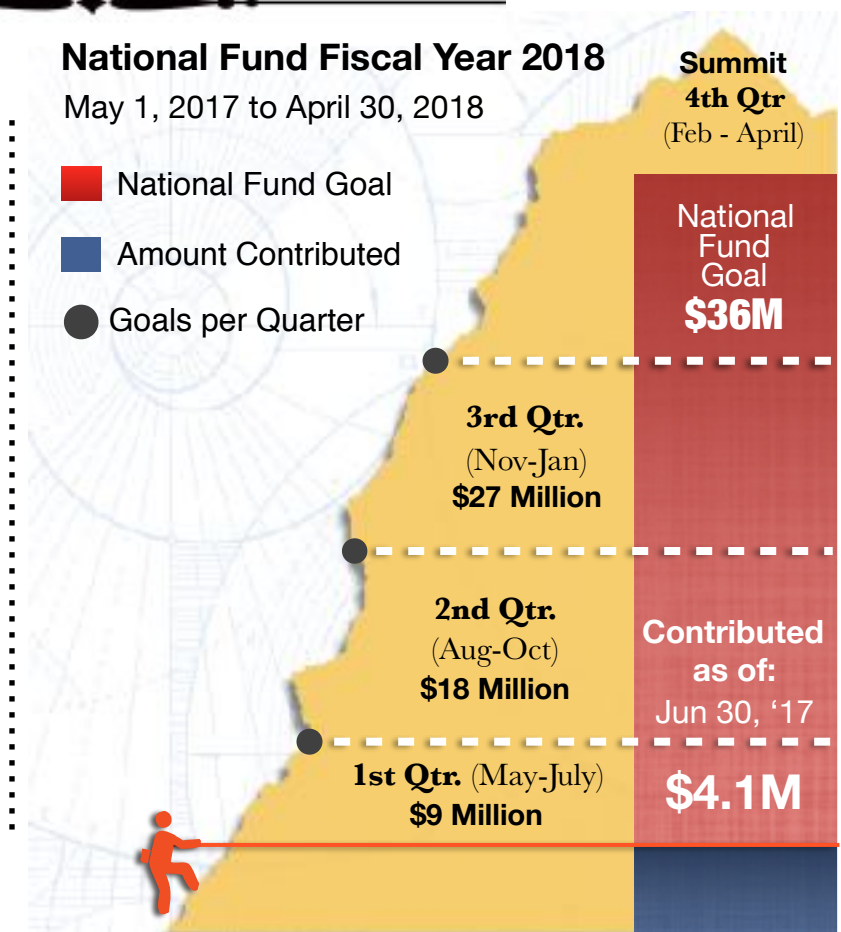 National Fund Fiscal Year 2018
May 1, 2017 to April 30, 2018
National Fund Goal
Amount Contributed
Goals per Quarter
Summit
4th Qtr
(Feb - April)
National
Fund
Goal
$36M
3rd Qtr.
(Nov-Jan)
$27 Million
2nd Qtr.
(Aug-Oct)
$18 Million
Contributed
as of:
Jun 30, ‘17
$4.1M
1st Qtr. (May-July)
$9 Million